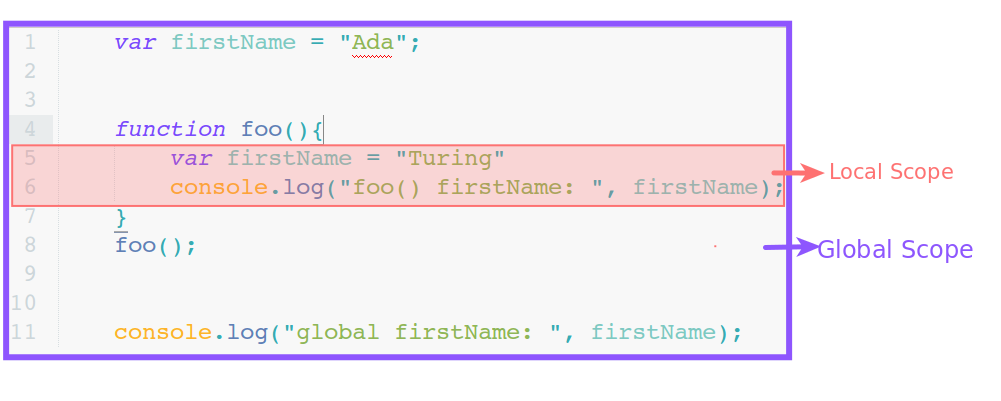 1 var firstName = "Ada";
2
3
4 function foo(){
5 var firstName = "Turing"
6 console.log("foo() firstName: ", firstName);
Local Scope
7 }
8 foo();
Global Scope
9
10
11 console.log("global firstName: ", firstName);